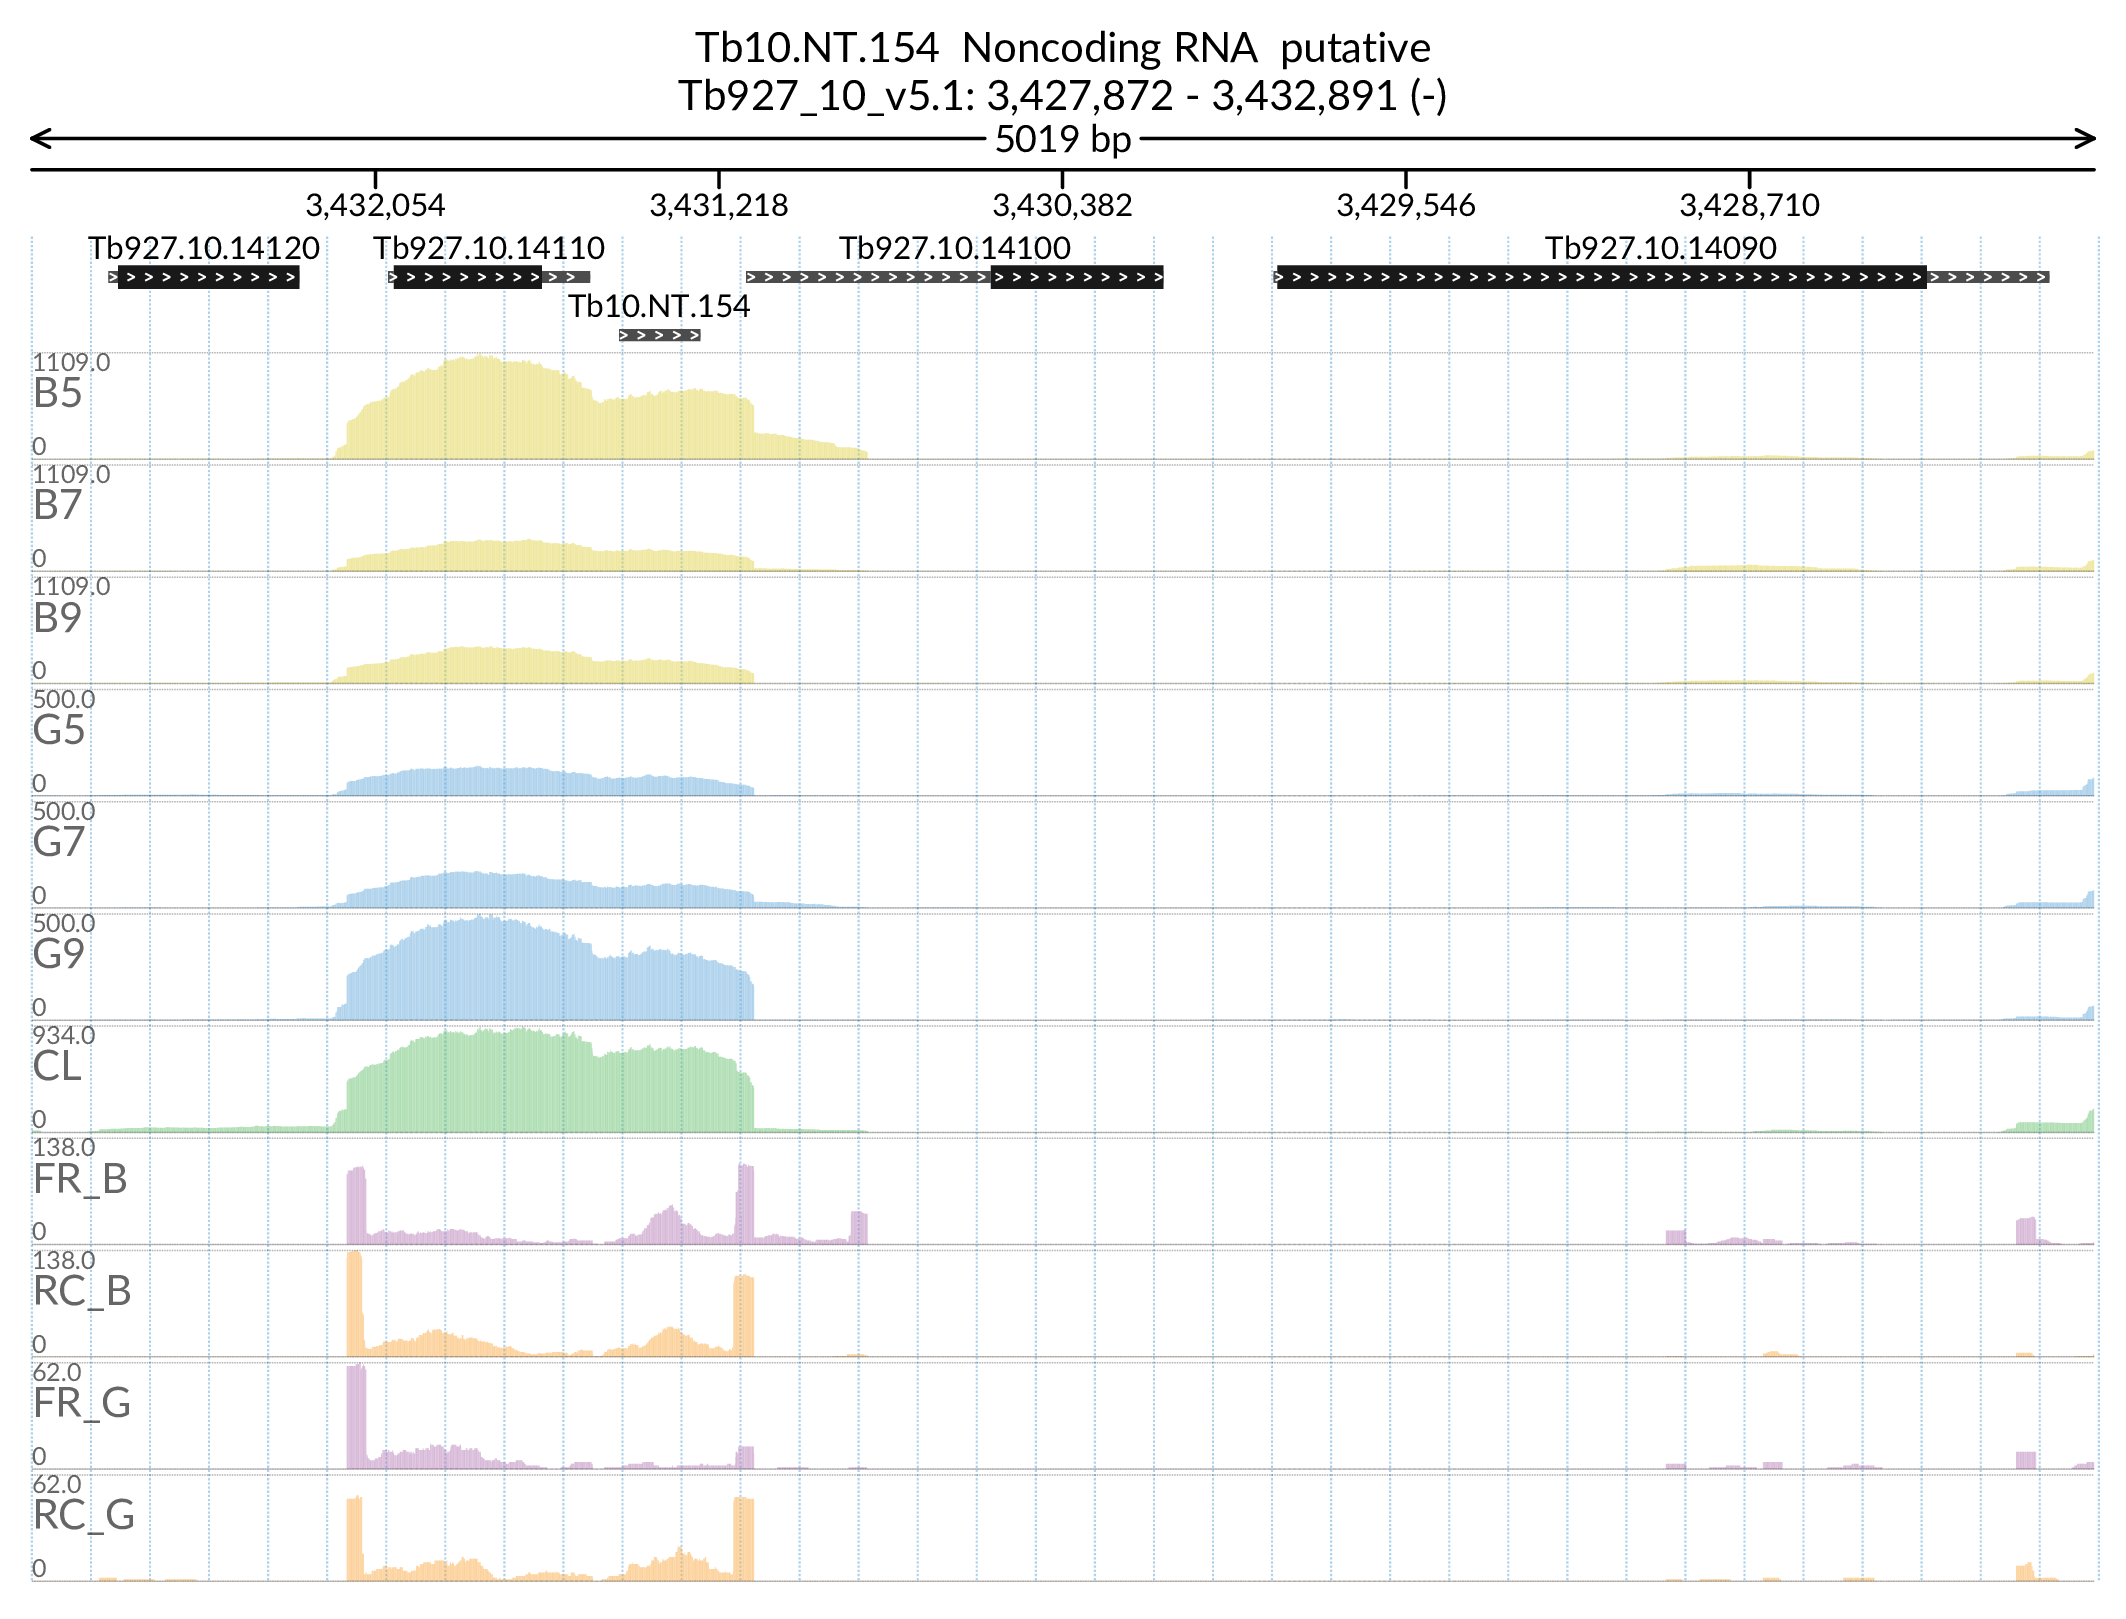 Tb10.NT.154 Noncoding RNA putative
Tb927_10_v5.1: 3,427,872 - 3,432,891 (-)
5019 bp
3,432,054 3,431,218 3,430,382 3,429,546 3,428,710
Tb927.10.14120 Tb927.10.14110 Tb927.10.14100 Tb927.10.14090
Tb10.NT.154
1109.0
B5
0
1109.0
B7
0
1109.0
B9
0
500.0
G5
0
500.0
G7
0
500.0
G9
0
934.0
CL
0
138.0
FR_B
0
138.0
RC_B
0
62.0
FR_G
0
62.0
RC_G
0